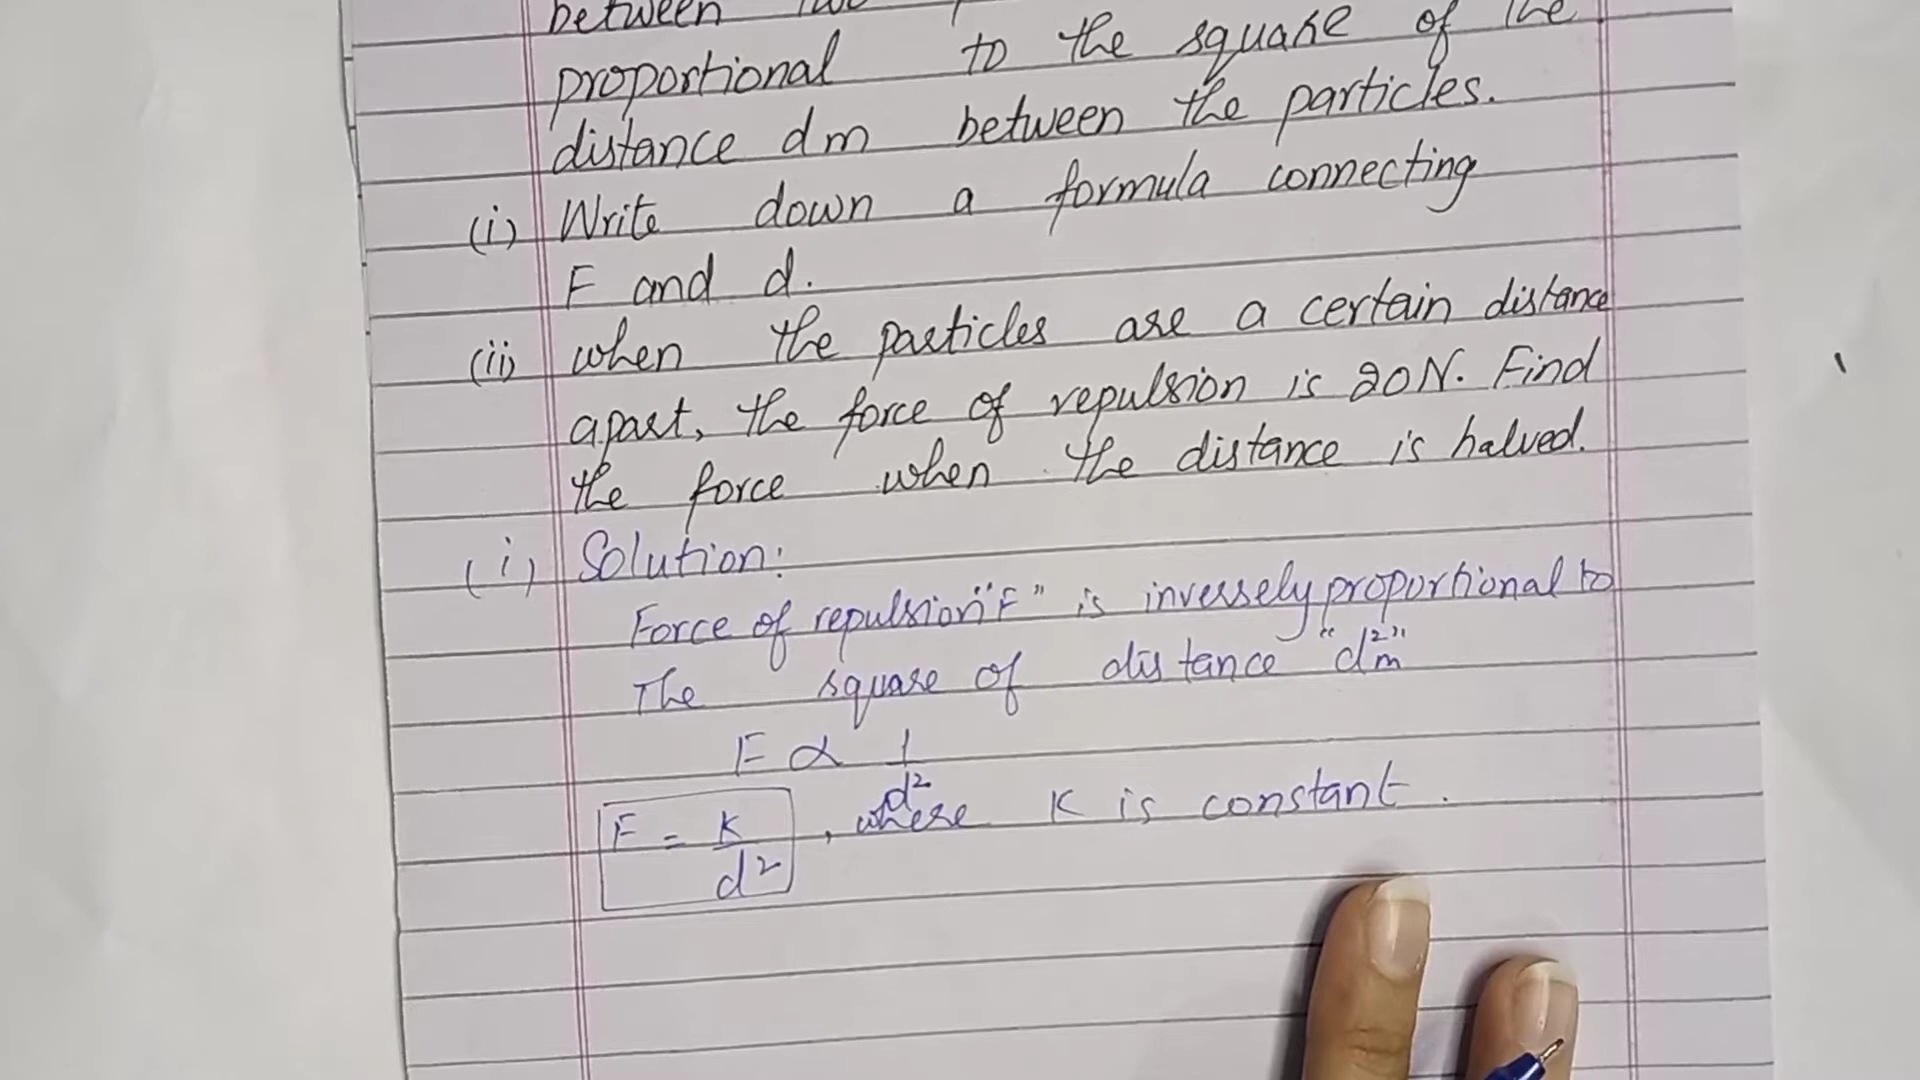 between
proportional to the square of the
distance dm between the particles.
(i) Write down a formula connecting
F and d.
(ii) when the particles are a certain distance
apart, the force of repulsion is 20N. Find
the force when the distance is halved.
(i) Solution:
Force of repulsion "F" is inversely proportional to
The square of distance "d²m"
F ∝ 1/d²
F = K/d² , where K is constant.